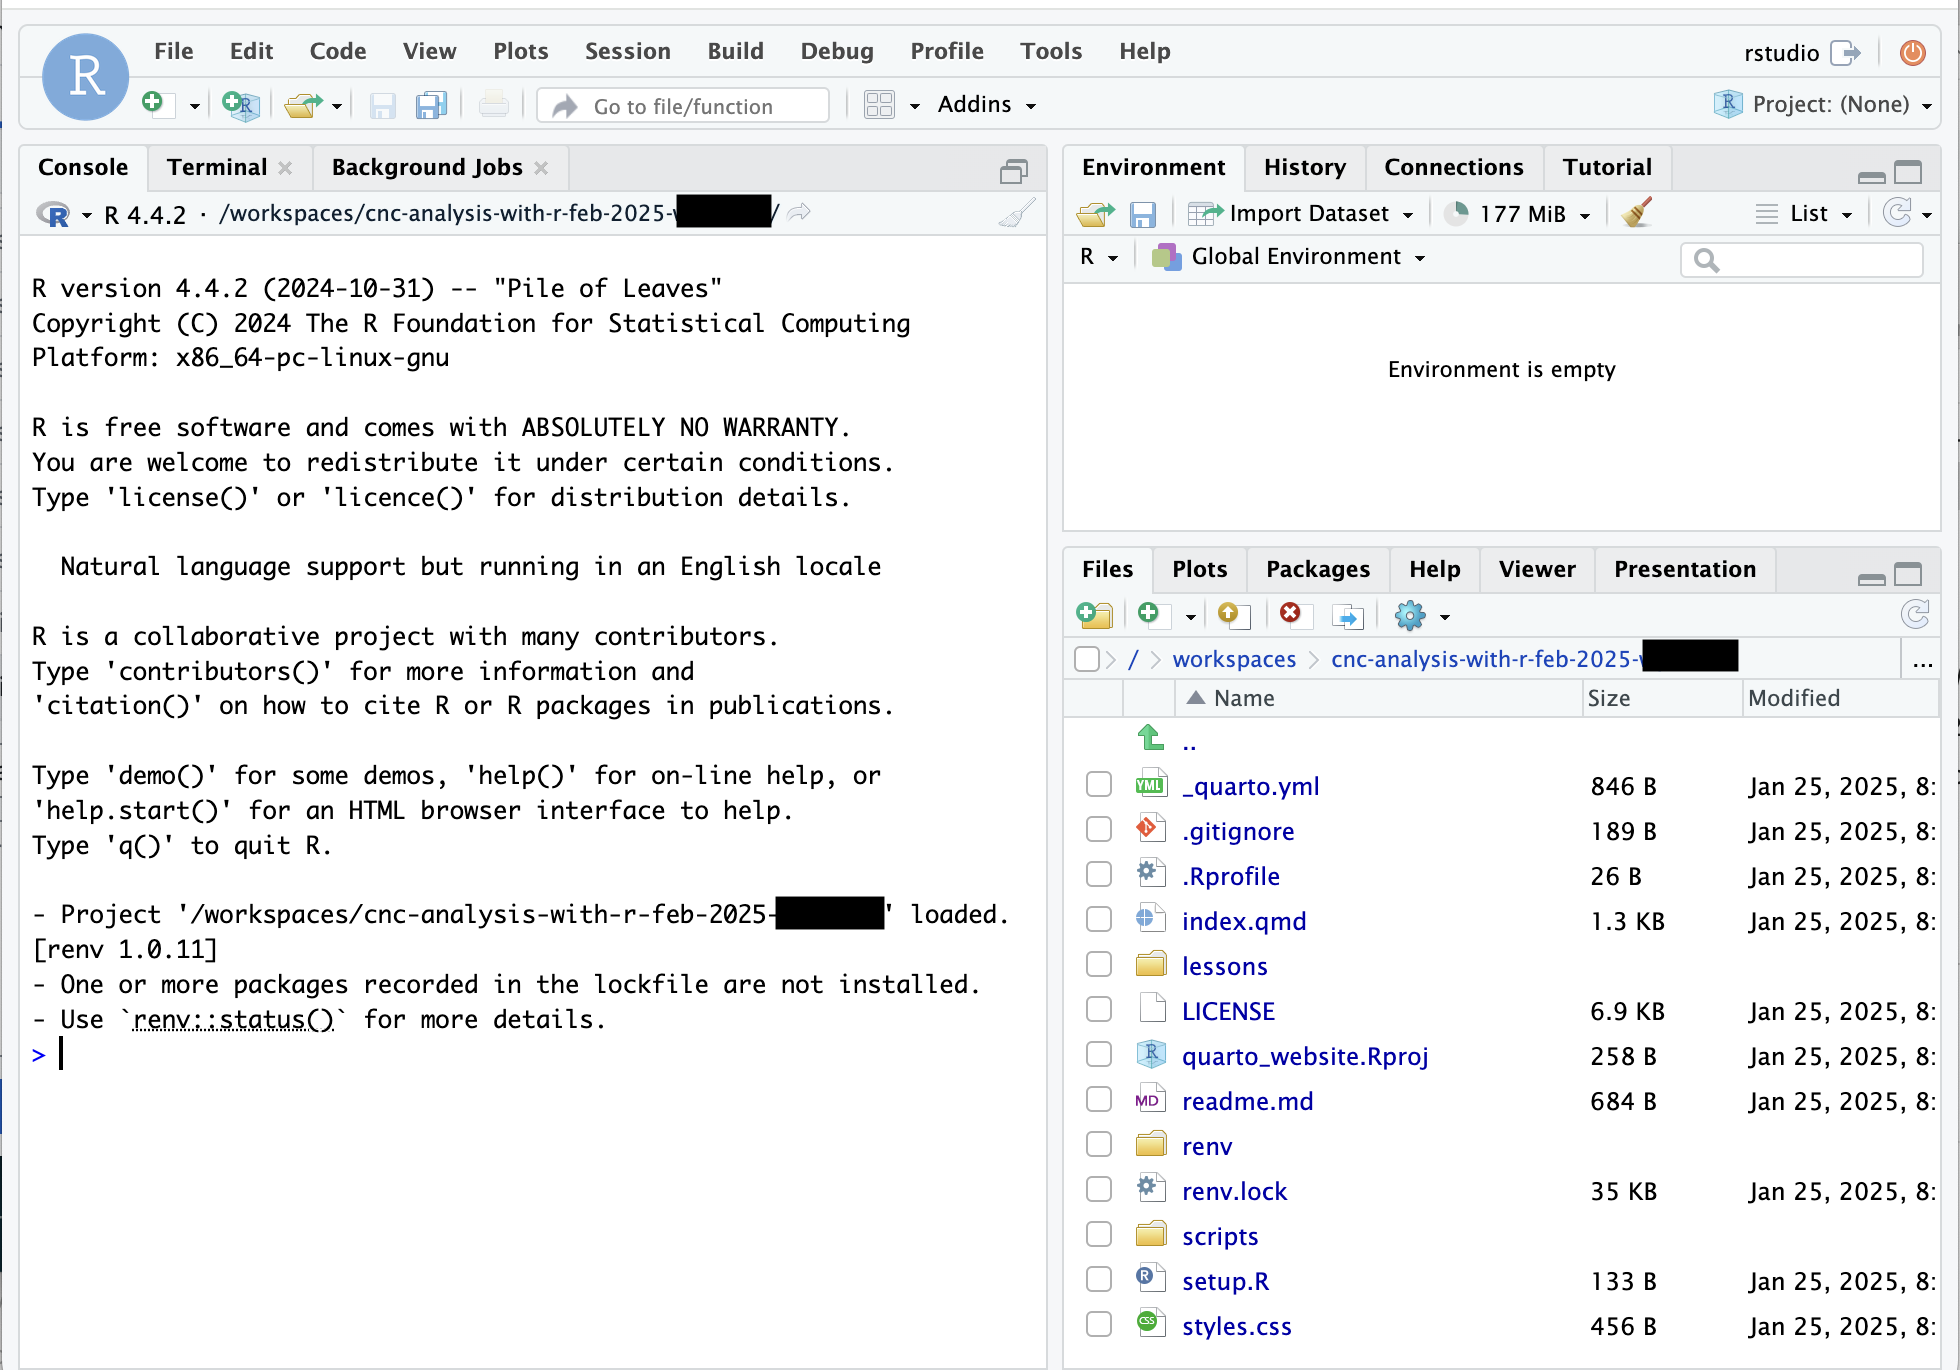 File Edit Code View Plots Session Build Debug Profile Tools Help
rstudio
R
Go to file/function
Addins
Project: (None)
Console Terminal Background Jobs
R 4.4.2 · /workspaces/cnc-analysis-with-r-feb-2025- /
R version 4.4.2 (2024-10-31) -- "Pile of Leaves"
Copyright (C) 2024 The R Foundation for Statistical Computing
Platform: x86_64-pc-linux-gnu
R is free software and comes with ABSOLUTELY NO WARRANTY.
You are welcome to redistribute it under certain conditions.
Type 'license()' or 'licence()' for distribution details.
Natural language support but running in an English locale
R is a collaborative project with many contributors.
Type 'contributors()' for more information and
'citation()' on how to cite R or R packages in publications.
Type 'demo()' for some demos, 'help()' for on-line help, or
'help.start()' for an HTML browser interface to help.
Type 'q()' to quit R.
- Project '/workspaces/cnc-analysis-with-r-feb-2025- ' loaded.
[renv 1.0.11]
- One or more packages recorded in the lockfile are not installed.
- Use `renv::status()` for more details.
>
Environment History Connections Tutorial
Import Dataset 177 MiB List
R Global Environment
Environment is empty
Files Plots Packages Help Viewer Presentation
/ workspaces cnc-analysis-with-r-feb-2025- ...
Name Size Modified
..
YML _quarto.yml 846 B Jan 25, 2025, 8:
.gitignore 189 B Jan 25, 2025, 8:
.Rprofile 26 B Jan 25, 2025, 8:
index.qmd 1.3 KB Jan 25, 2025, 8:
lessons
LICENSE 6.9 KB Jan 25, 2025, 8:
R quarto_website.Rproj 258 B Jan 25, 2025, 8:
MD readme.md 684 B Jan 25, 2025, 8:
renv
renv.lock 35 KB Jan 25, 2025, 8:
scripts
R setup.R 133 B Jan 25, 2025, 8:
CSS styles.css 456 B Jan 25, 2025, 8: